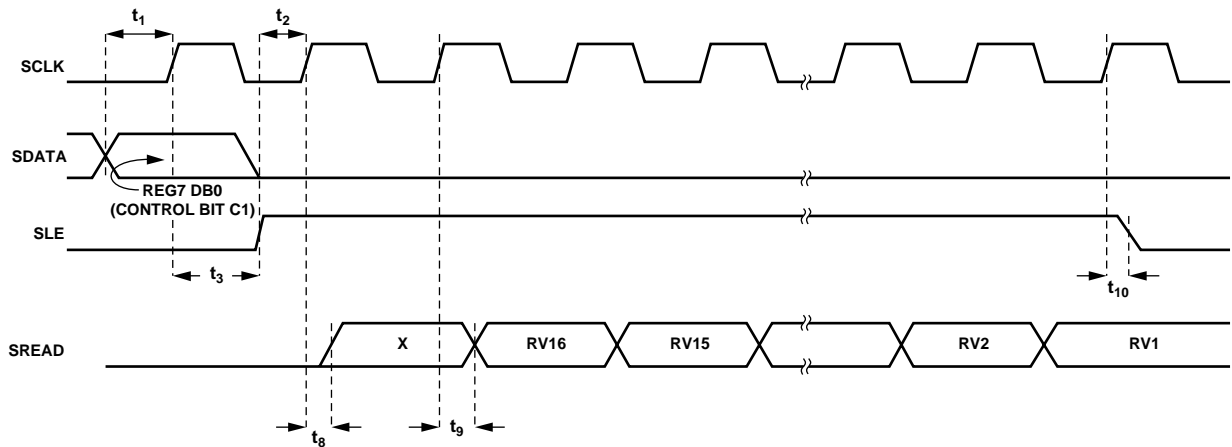 t1
t2
SCLK
SDATA
REG7 DB0
(CONTROL BIT C1)
SLE
t3
t10
SREAD
X
RV16
RV15
RV2
RV1
t8
t9